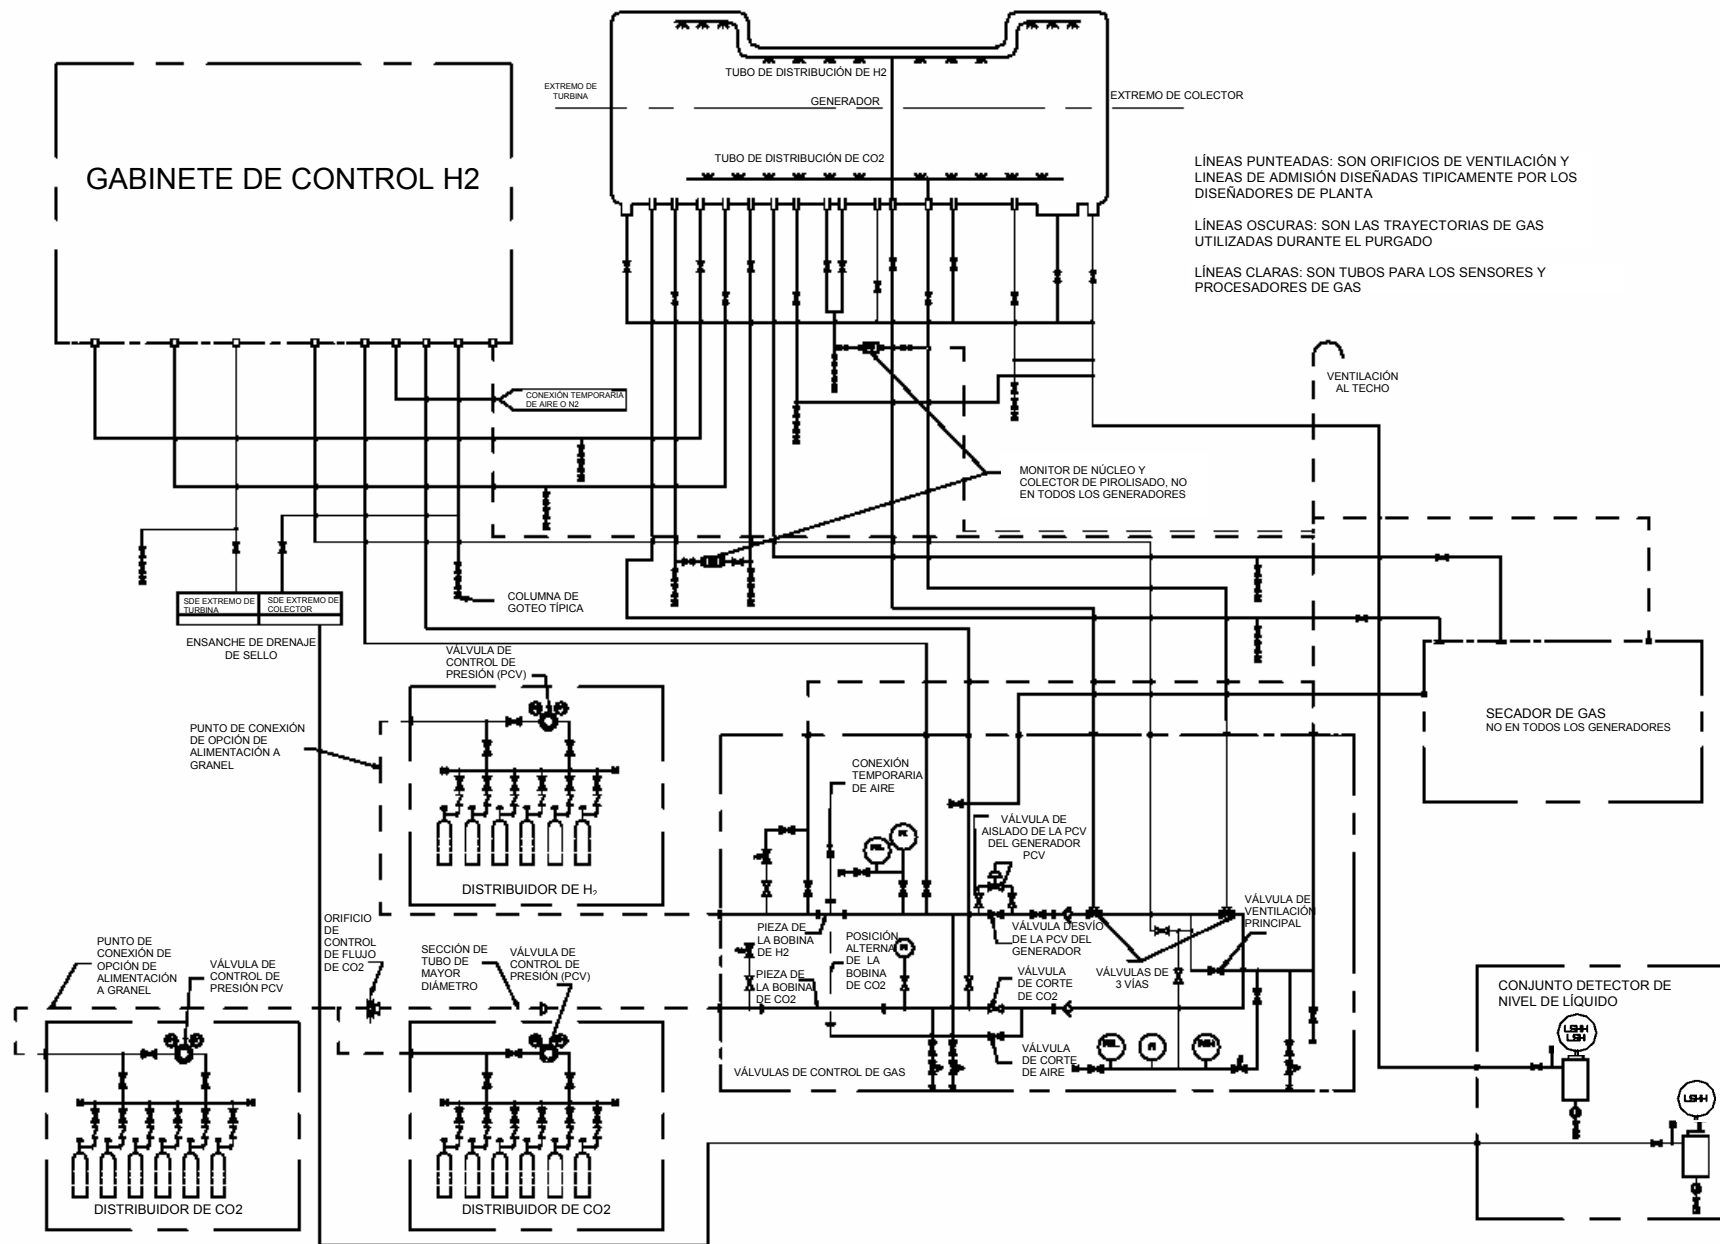 TUBO DE DISTRIBUCIÓN DE H2
EXTREMO DE
TURBINA
GENERADOR
EXTREMO DE COLECTOR
TUBO DE DISTRIBUCIÓN DE CO2
GABINETE DE CONTROL H2
LÍNEAS PUNTEADAS: SON ORIFICIOS DE VENTILACIÓN Y
LINEAS DE ADMISIÓN DISEÑADAS TIPICAMENTE POR LOS
DISEÑADORES DE PLANTA
LÍNEAS OSCURAS: SON LAS TRAYECTORIAS DE GAS
UTILIZADAS DURANTE EL PURGADO
LÍNEAS CLARAS: SON TUBOS PARA LOS SENSORES Y
PROCESADORES DE GAS
VENTILACIÓN
AL TECHO
CONEXIÓN TEMPORARIA
DE AIRE O N2
MONITOR DE NÚCLEO Y
COLECTOR DE PIROLISADO, NO
EN TODOS LOS GENERADORES
SDE EXTREMO DE
TURBINA
SDE EXTREMO DE
COLECTOR
COLUMNA DE
GOTEO TÍPICA
ENSANCHE DE DRENAJE
DE SELLO
VÁLVULA DE
CONTROL DE
PRESIÓN (PCV)
PUNTO DE CONEXIÓN
DE OPCIÓN DE
ALIMENTACIÓN A
GRANEL
SECADOR DE GAS
NO EN TODOS LOS GENERADORES
CONEXIÓN
TEMPORARIA
DE AIRE
VÁLVULA DE
AISLADO DE LA PCV
DEL GENERADOR
PCV
DISTRIBUIDOR DE H2
VÁLVULA DE
VENTILACIÓN
PRINCIPAL
ORIFICIO
DE
CONTROL
DE FLUJO
DE CO2
PIEZA DE
LA BOBINA
DE H2
POSICIÓN
ALTERNA
DE LA
BOBINA
DE CO2
VÁLVULA DESVÍO
DE LA PCV DEL
GENERADOR
PUNTO DE
CONEXIÓN DE
OPCIÓN DE
ALIMENTACIÓN
A GRANEL
VÁLVULA DE
CONTROL DE
PRESIÓN PCV
SECCIÓN DE
TUBO DE
MAYOR
DIÁMETRO
VÁLVULA DE
CONTROL DE
PRESIÓN (PCV)
PIEZA DE
LA BOBINA
DE CO2
VÁLVULA
DE CORTE
DE CO2
VÁLVULAS DE
3 VÍAS
CONJUNTO DETECTOR DE
NIVEL DE LÍQUIDO
LSHH
LSH
VÁLVULAS DE CONTROL DE GAS
VÁLVULA
DE CORTE
DE AIRE
LSHH
DISTRIBUIDOR DE CO2
DISTRIBUIDOR DE CO2